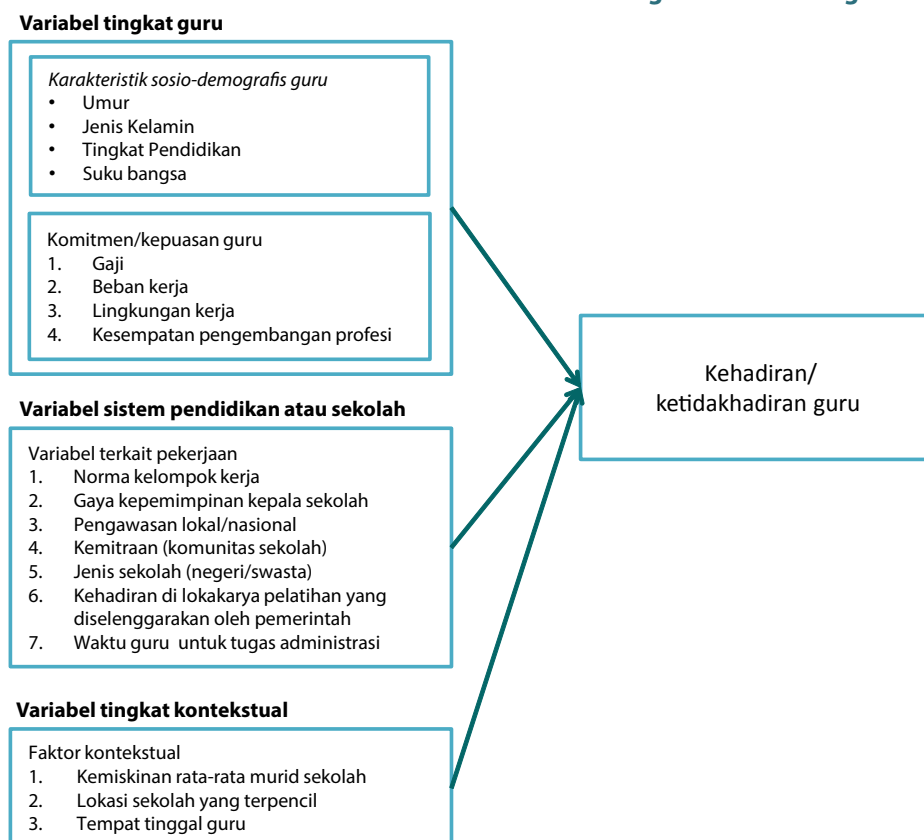 Variabel tingkat guru
Karakteristik sosio-demografis guru
• Umur
• Jenis Kelamin
• Tingkat Pendidikan
• Suku bangsa
Komitmen/kepuasan guru
1. Gaji
2. Beban kerja
3. Lingkungan kerja
4. Kesempatan pengembangan profesi
Variabel sistem pendidikan atau sekolah
Variabel terkait pekerjaan
1. Norma kelompok kerja
2. Gaya kepemimpinan kepala sekolah
3. Pengawasan lokal/nasional
4. Kemitraan (komunitas sekolah)
5. Jenis sekolah (negeri/swasta)
6. Kehadiran di lokakarya pelatihan yang
diselenggarakan oleh pemerintah
7. Waktu guru untuk tugas administrasi
Variabel tingkat kontekstual
Faktor kontekstual
1. Kemiskinan rata-rata murid sekolah
2. Lokasi sekolah yang terpencil
3. Tempat tinggal guru
Kehadiran/
ketidakhadiran guru